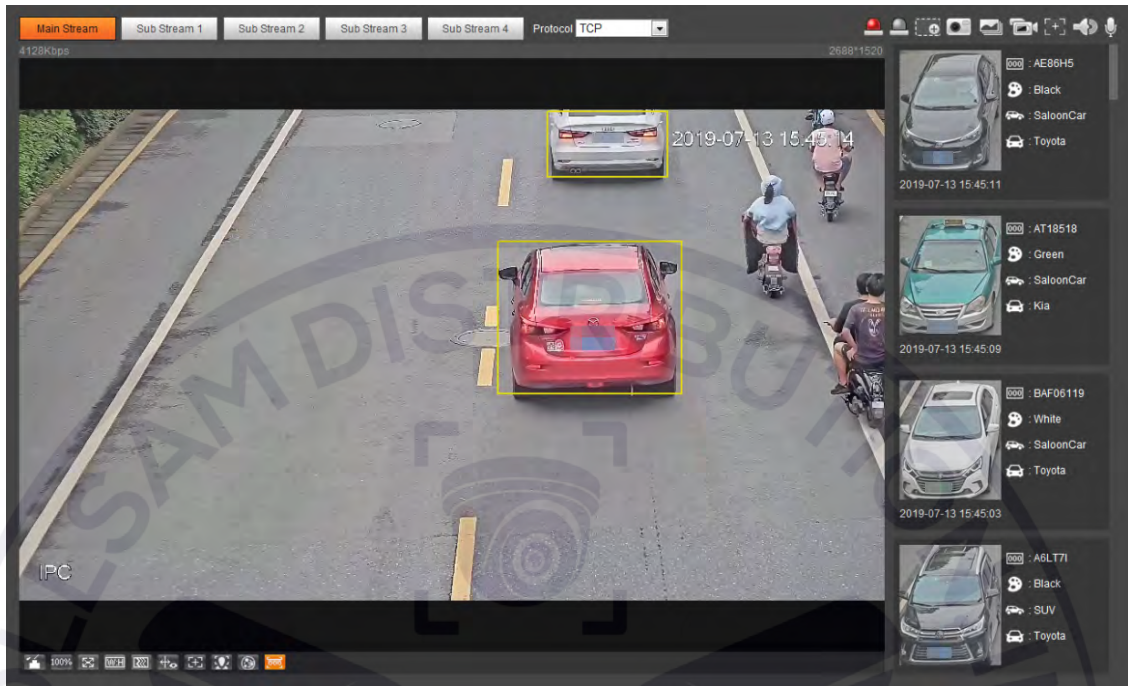 Main Stream
Sub Stream 1
Sub Stream 2
Sub Stream 3
Sub Stream 4
Protocol TCP
4128Kbps
2688*1520
2019-07-13 15:45:14
IPC
: AE86H5
: Black
: SaloonCar
: Toyota
2019-07-13 15:45:11
: AT18518
: Green
: SaloonCar
: Kia
2019-07-13 15:45:09
: BAF06119
: White
: SaloonCar
: Toyota
2019-07-13 15:45:03
: A6LT7I
: Black
: SUV
: Toyota
100%
W:H
SAM DISTRIBUTION